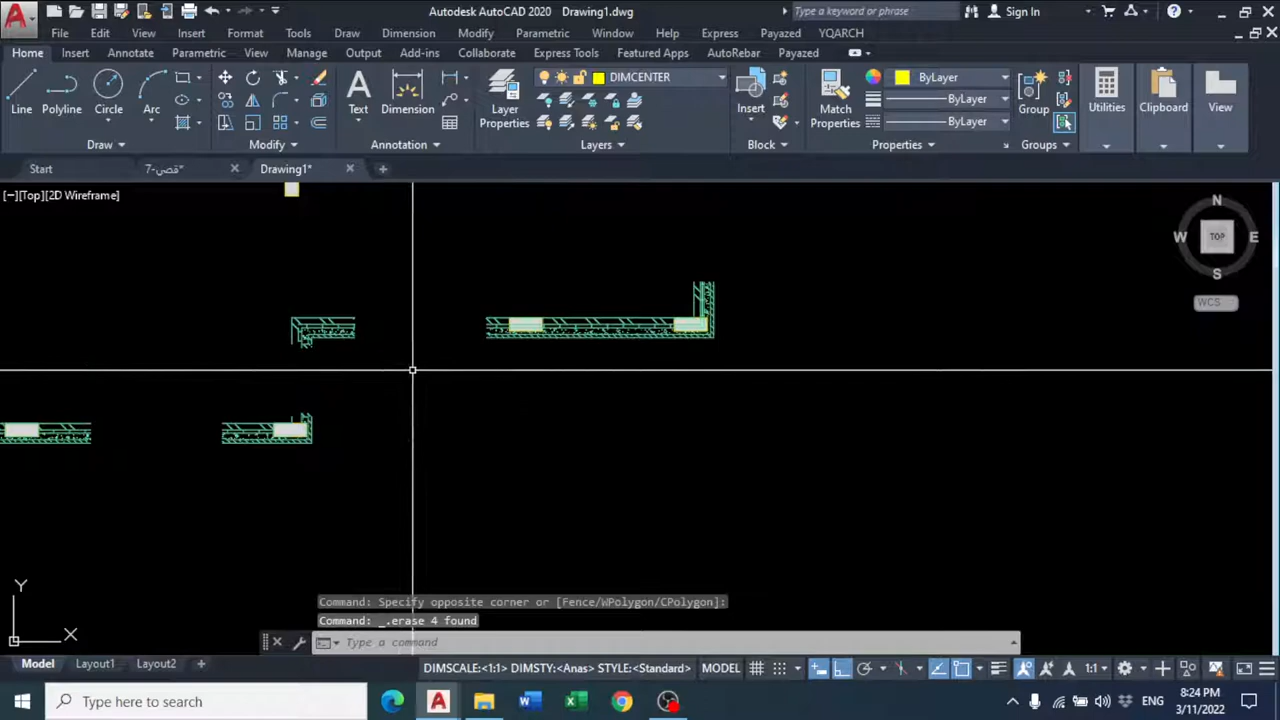 Autodesk AutoCAD 2020 Drawing1.dwg
Type a keyword or phrase
Sign In
File Edit View Insert Format Tools Draw Dimension Modify Parametric Window Help Express Payazed YQARCH
Home Insert Annotate Parametric View Manage Output Add-ins Collaborate Express Tools Featured Apps AutoRebar Payazed
DIMCENTER
ByLayer
ByLayer
ByLayer
Line Polyline Circle Arc
Text Dimension
Layer Properties
Insert
Match Properties
Group
Utilities
Clipboard
View
Draw Modify Annotation Layers Block Properties Groups
Start
قصي-7*
Drawing1*
[−][Top][2D Wireframe]
N
W TOP E
S
WCS
Y
X
Command: Specify opposite corner or [Fence/WPolygon/CPolygon]:
Command: _.erase 4 found
Type a command
Model Layout1 Layout2
DIMSCALE:<1:1> DIMSTY:<Anas> STYLE:<Standard>
MODEL
1:1
Type here to search
ENG
8:24 PM
3/11/2022